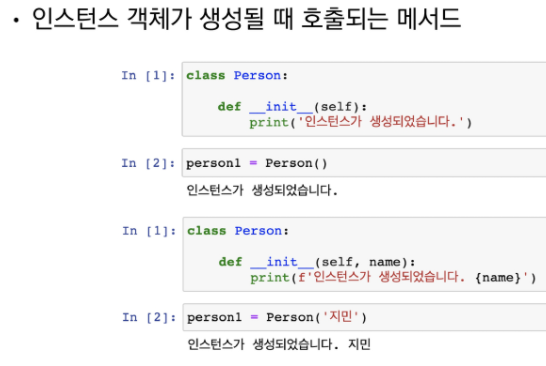 • 인스턴스 객체가 생성될 때 호출되는 메서드
In [1]: class Person:
def __init__(self):
print('인스턴스가 생성되었습니다.')
In [2]: person1 = Person()
인스턴스가 생성되었습니다.
In [1]: class Person:
def __init__(self, name):
print(f'인스턴스가 생성되었습니다. {name}')
In [2]: person1 = Person('지민')
인스턴스가 생성되었습니다. 지민